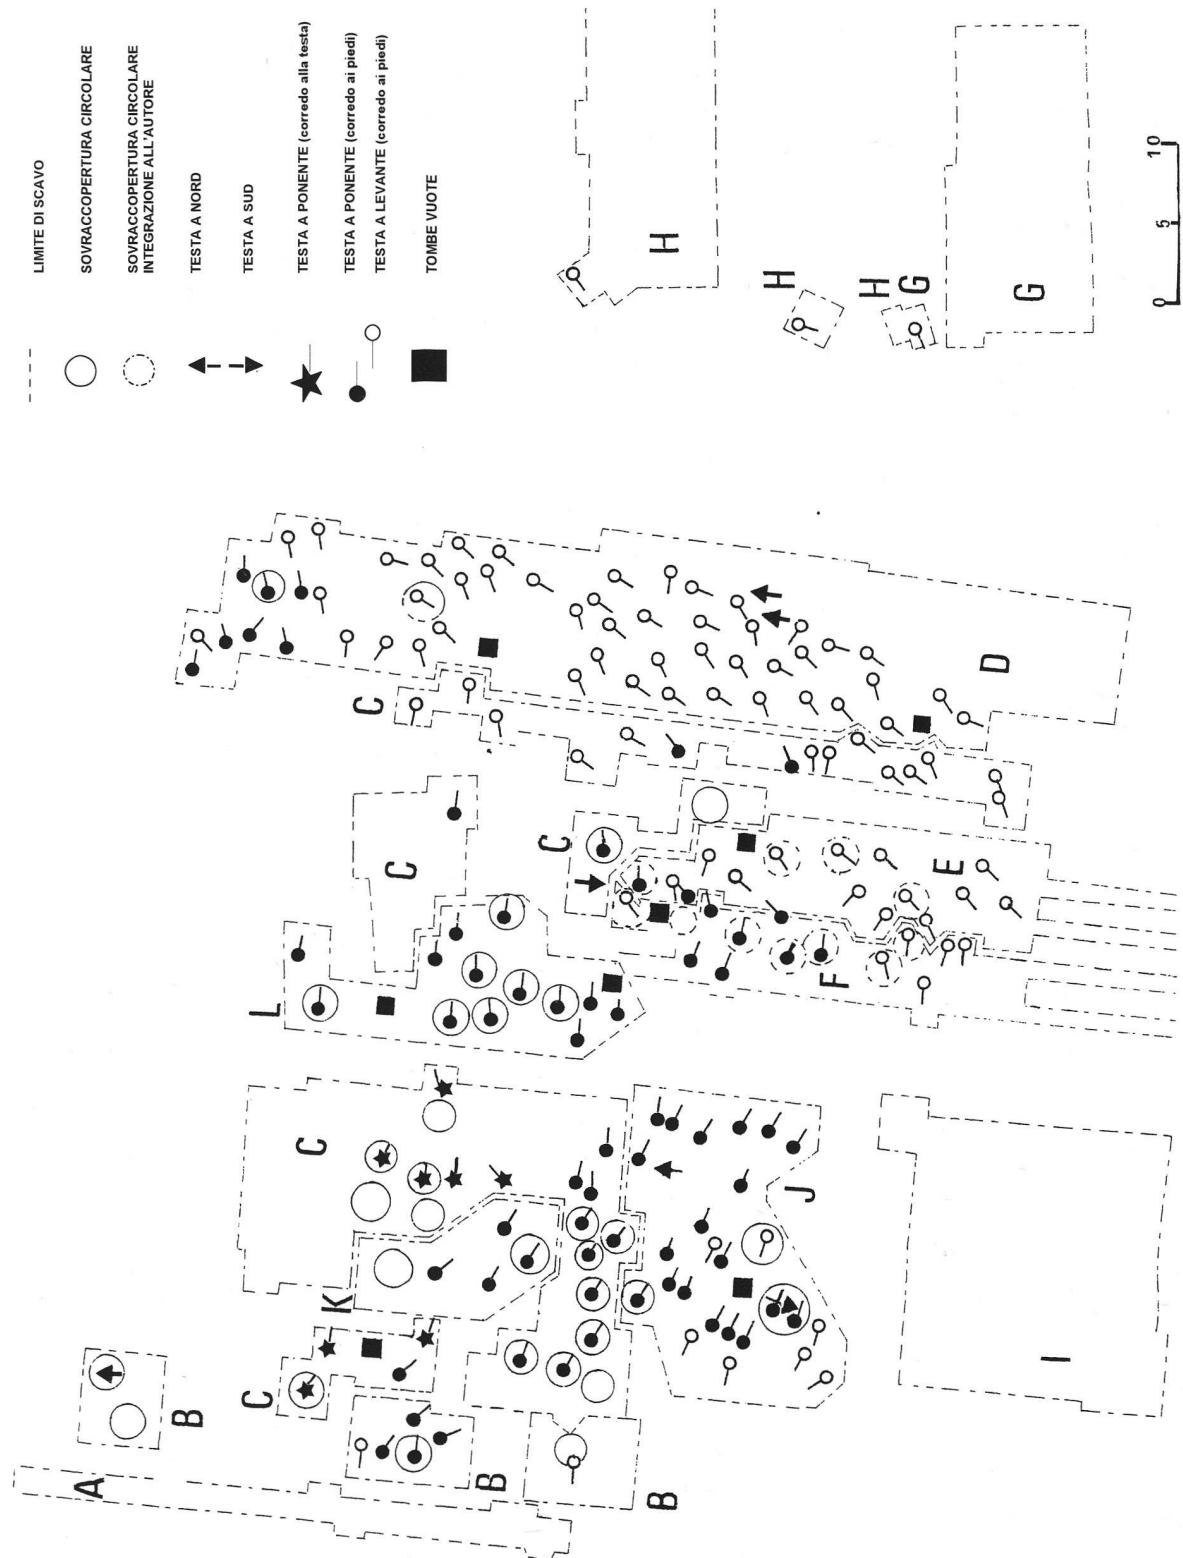 LIMITE DI SCAVO
SOVRACCOPERTURA CIRCOLARE
SOVRACCOPERTURA CIRCOLARE
INTEGRAZIONE ALL'AUTORE
TESTA A NORD
TESTA A SUD
TESTA A PONENTE (corredo alla testa)
TESTA A PONENTE (corredo ai piedi)
TESTA A LEVANTE (corredo ai piedi)
TOMBE VUOTE
H
H
H
G
G
0 5 10
C
D
C
C
E
F
L
C
K
J
C
B
A
B
B
I